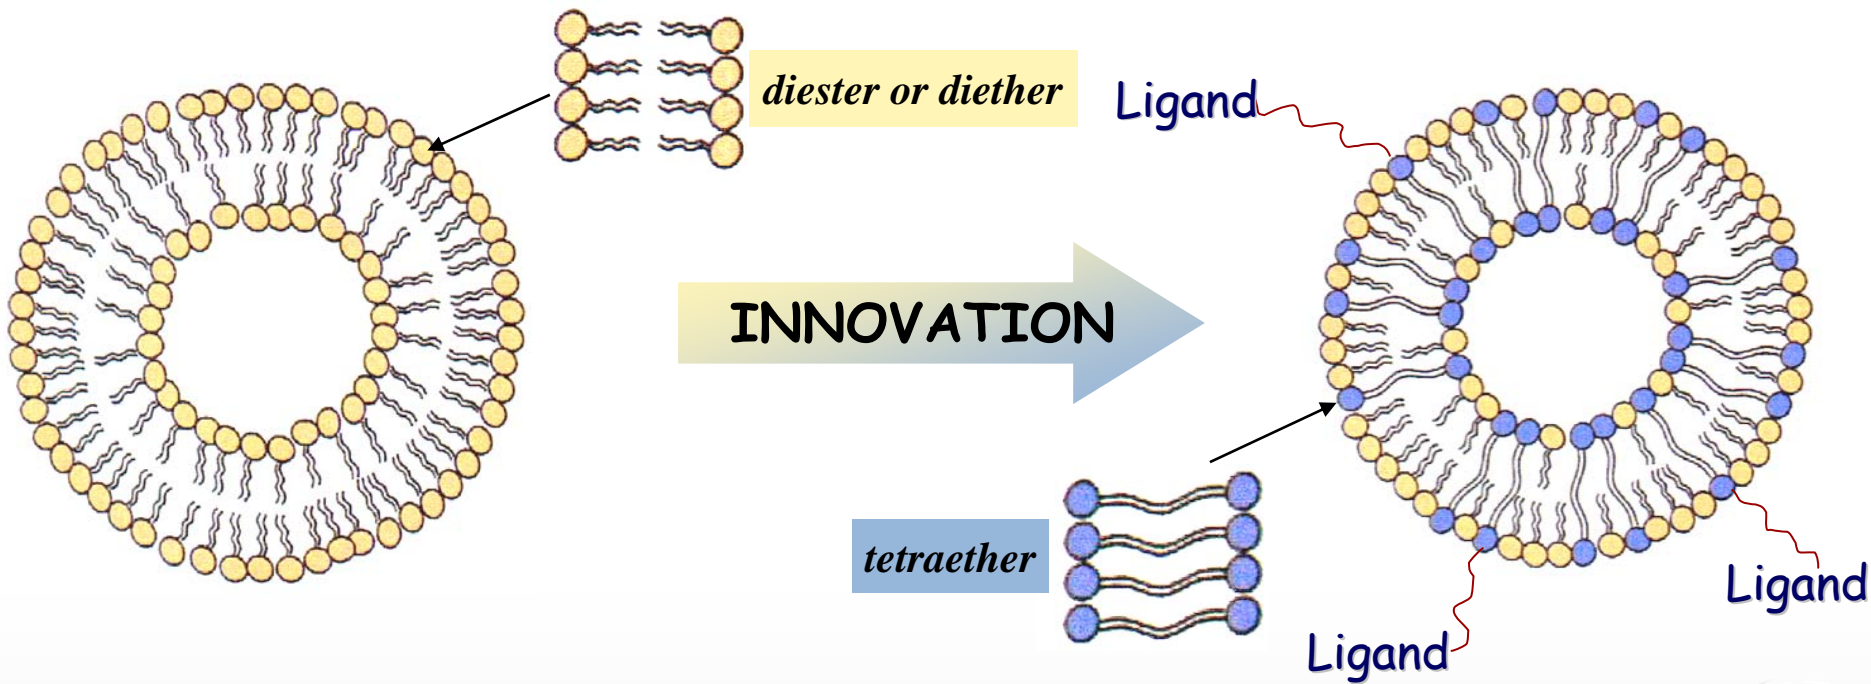 diester or diether
Ligand
INNOVATION
tetraether
Ligand
Ligand